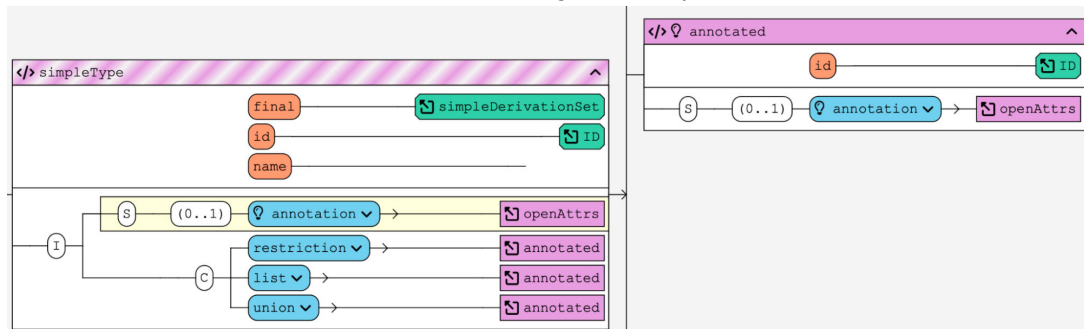 </> simpleType
final simpleDerivationSet
id ID
name
I
S (0..1) annotation openAttrs
C
restriction annotated
list annotated
union annotated
</> annotated
id ID
S (0..1) annotation openAttrs